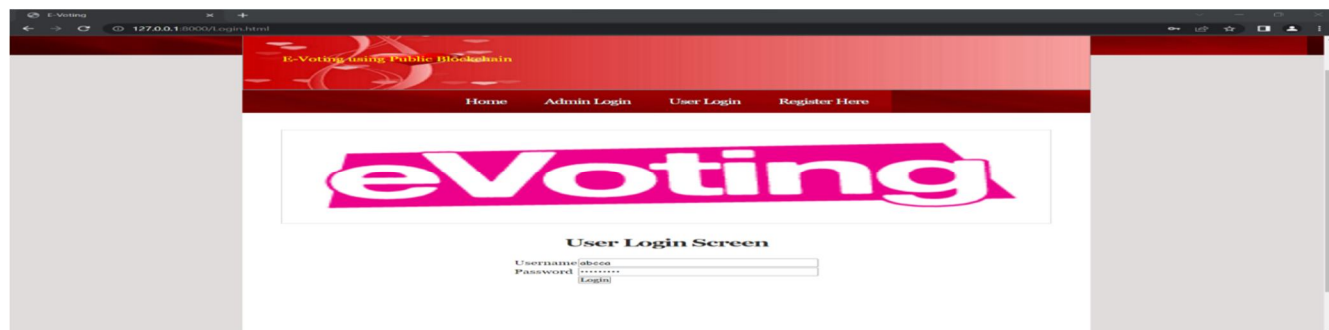 E-Voting
127.0.0.1:8000/Login.html
E-Voting using Public Blockchain
Home Admin Login User Login Register Here
eVoting
User Login Screen
Username abcca
Password •••••••••
Login